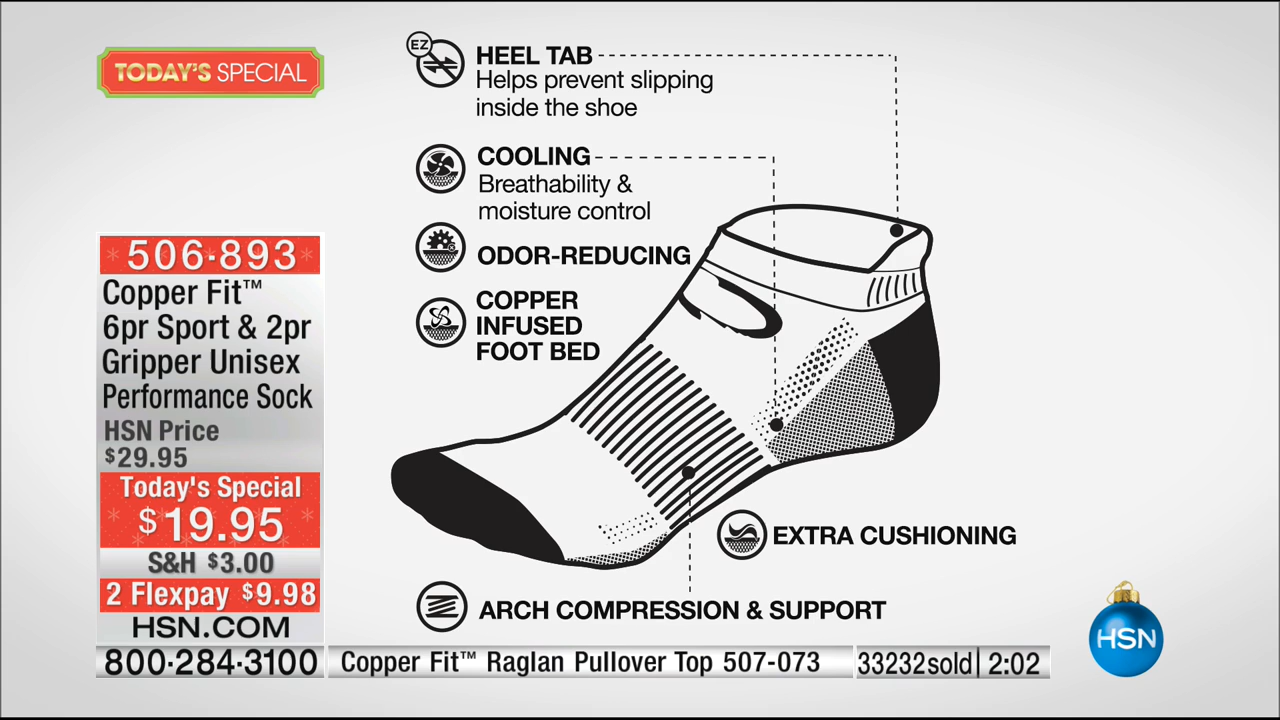 TODAY'S SPECIAL
506·893
Copper Fit™
6pr Sport & 2pr
Gripper Unisex
Performance Sock
HSN Price
$29.95
Today's Special
$19.95
S&H $3.00
2 Flexpay $9.98
HSN.COM
800·284·3100
EZ
HEEL TAB
Helps prevent slipping
inside the shoe
COOLING
Breathability &
moisture control
ODOR-REDUCING
COPPER
INFUSED
FOOT BED
EXTRA CUSHIONING
ARCH COMPRESSION & SUPPORT
Copper Fit™ Raglan Pullover Top 507-073
33232sold
2:02
HSN